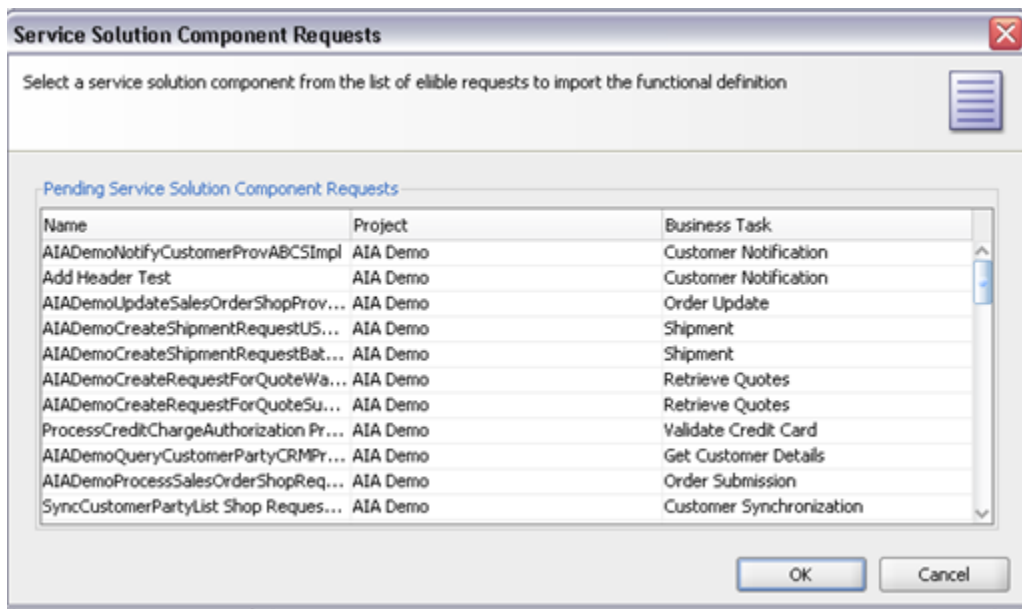 Service Solution Component Requests
Select a service solution component from the list of eliible requests to import the functional definition
Pending Service Solution Component Requests
Name Project Business Task
AIADemoNotifyCustomerProvABCSImpl AIA Demo Customer Notification
Add Header Test AIA Demo Customer Notification
AIADemoUpdateSalesOrderShopProv... AIA Demo Order Update
AIADemoCreateShipmentRequestUS... AIA Demo Shipment
AIADemoCreateShipmentRequestBat... AIA Demo Shipment
AIADemoCreateRequestForQuoteWa... AIA Demo Retrieve Quotes
AIADemoCreateRequestForQuoteSu... AIA Demo Retrieve Quotes
ProcessCreditChargeAuthorization Pr... AIA Demo Validate Credit Card
AIADemoQueryCustomerPartyCRMPr... AIA Demo Get Customer Details
AIADemoProcessSalesOrderShopReq... AIA Demo Order Submission
SyncCustomerPartyList Shop Reques... AIA Demo Customer Synchronization
OK Cancel